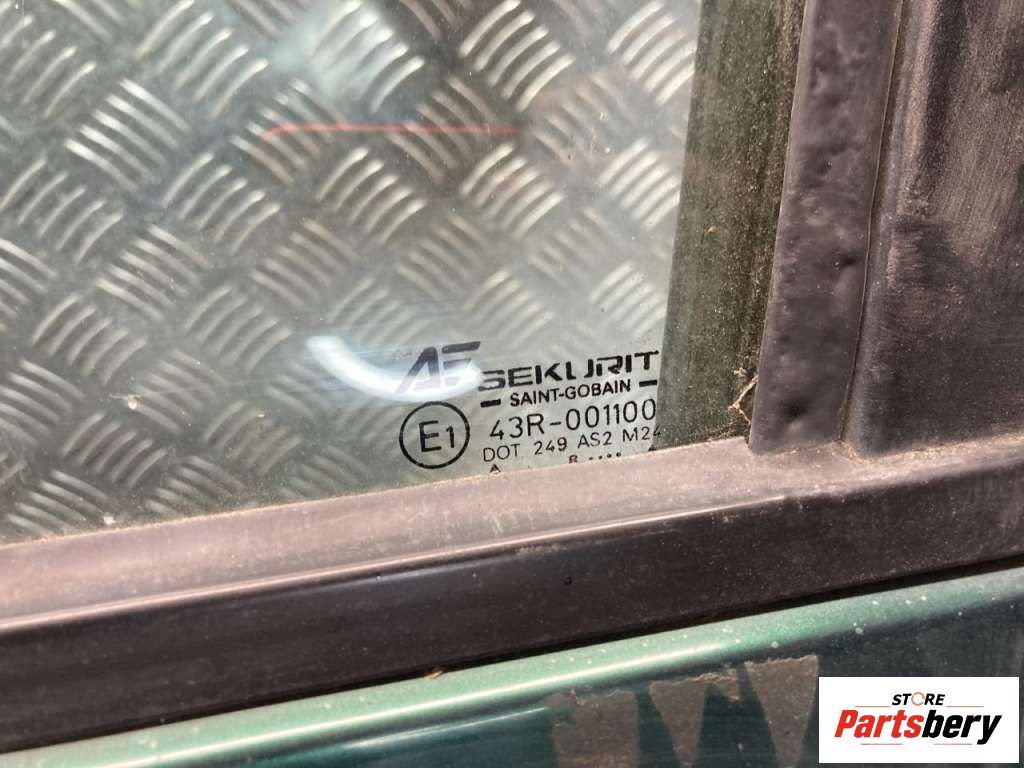 SEKURIT
SAINT-GOBAIN
E1
43R-001100
DOT 249 AS2 M24
STORE
Partsbery